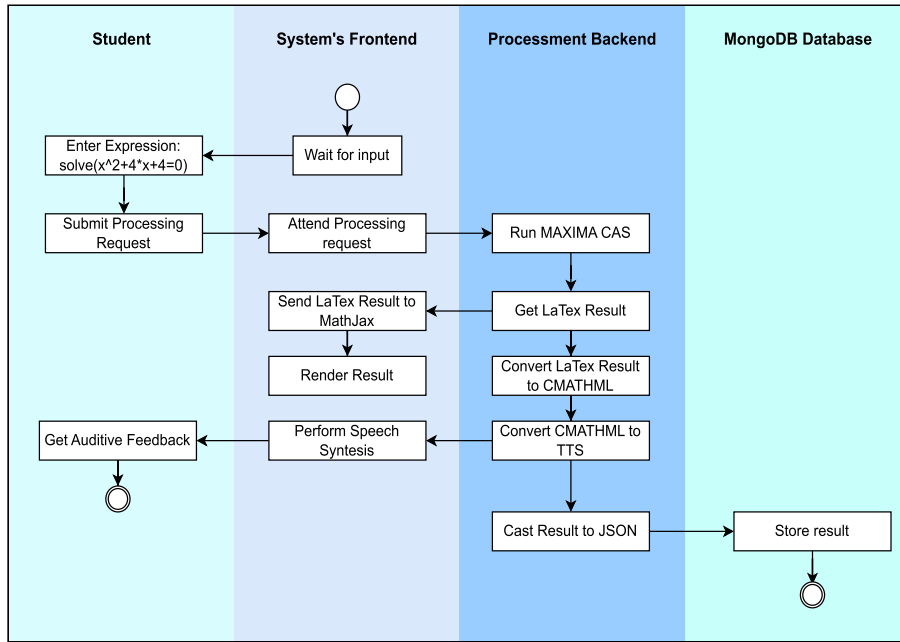 Student
System's Frontend
Processment Backend
MongoDB Database
Enter Expression:
solve(x^2+4*x+4=0)
Wait for input
Submit Processing
Request
Attend Processing
request
Run MAXIMA CAS
Send LaTex Result to
MathJax
Get LaTex Result
Render Result
Convert LaTex Result
to CMATHML
Get Auditive Feedback
Perform Speech
Syntesis
Convert CMATHML to
TTS
Cast Result to JSON
Store result